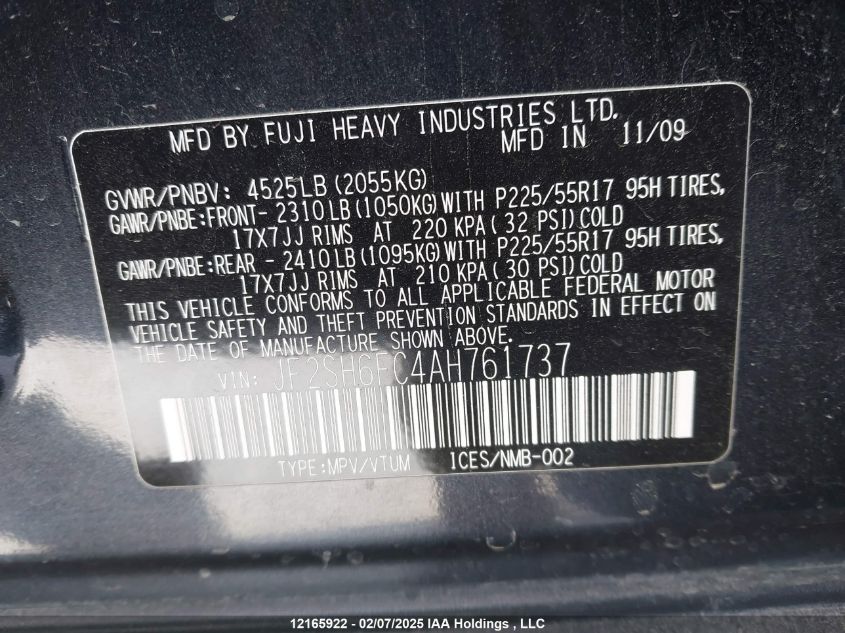 MFD BY FUJI HEAVY INDUSTRIES LTD.
MFD IN 11/09
GVWR/PNBV: 4525LB (2055KG)
GAWR/PNBE:FRONT- 2310LB(1050KG)WITH P225/55R17 95H TIRES,
17X7JJ RIMS AT 220 KPA( 32 PSI)COLD
GAWR/PNBE:REAR - 2410LB(1095KG)WITH P225/55R17 95H TIRES,
17X7JJ RIMS AT 210 KPA( 30 PSI)COLD
THIS VEHICLE CONFORMS TO ALL APPLICABLE FEDERAL MOTOR
VEHICLE SAFETY AND THEFT PREVENTION STANDARDS IN EFFECT ON
THE DATE OF MANUFACTURE SHOWN ABOVE.
VIN: JF2SH6FC4AH761737
TYPE:MPV/VTUM ICES/NMB-002
12165922 - 02/07/2025 IAA Holdings , LLC